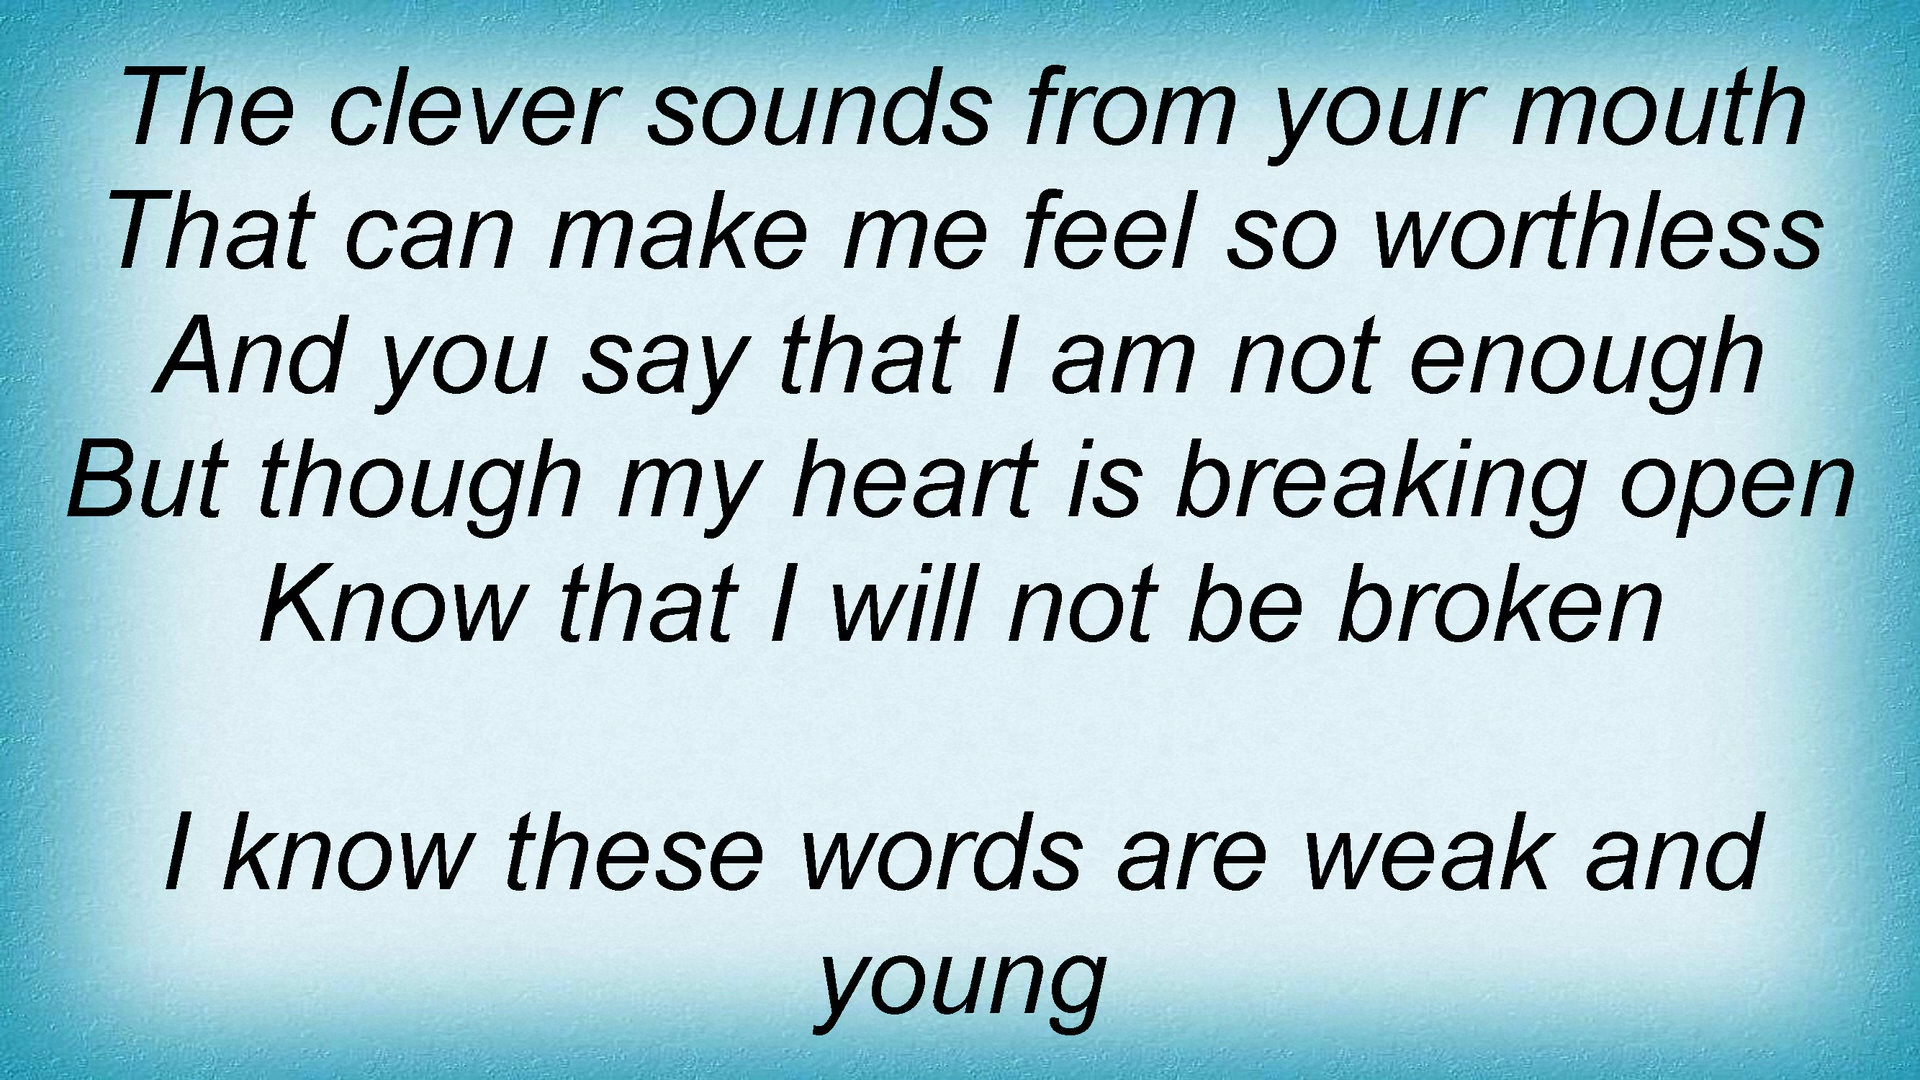 The clever sounds from your mouth
That can make me feel so worthless
And you say that I am not enough
But though my heart is breaking open
Know that I will not be broken
I know these words are weak and
young